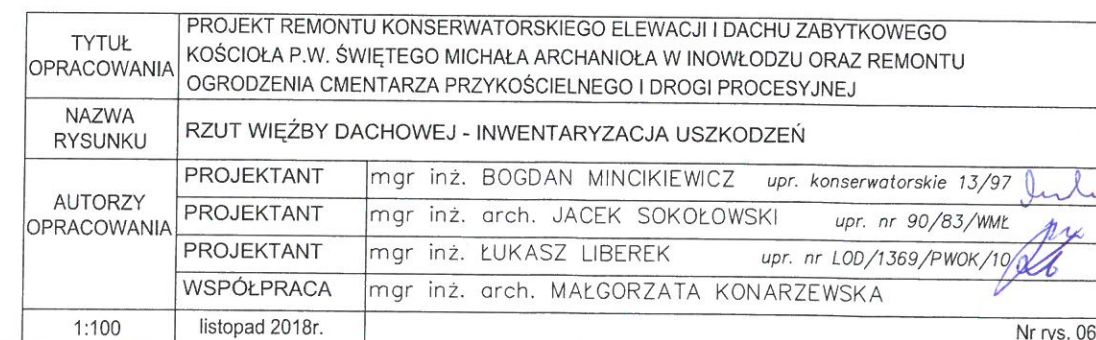 TYTUŁ OPRACOWANIA
PROJEKT REMONTU KONSERWATORSKIEGO ELEWACJI I DACHU ZABYTKOWEGO
KOŚCIOŁA P.W. ŚWIĘTEGO MICHAŁA ARCHANIOŁA W INOWŁODZU ORAZ REMONTU
OGRODZENIA CMENTARZA PRZYKOŚCIELNEGO I DROGI PROCESYJNEJ
NAZWA RYSUNKU
RZUT WIĘŹBY DACHOWEJ - INWENTARYZACJA USZKODZEŃ
AUTORZY OPRACOWANIA
PROJEKTANT mgr inż. BOGDAN MINCIKIEWICZ upr. konserwatorskie 13/97
PROJEKTANT mgr inż. arch. JACEK SOKOŁOWSKI upr. nr 90/83/WMŁ
PROJEKTANT mgr inż. ŁUKASZ LIBEREK upr. nr LOD/1369/PWOK/10
WSPÓŁPRACA mgr inż. arch. MAŁGORZATA KONARZEWSKA
1:100 listopad 2018r. Nr rys. 06